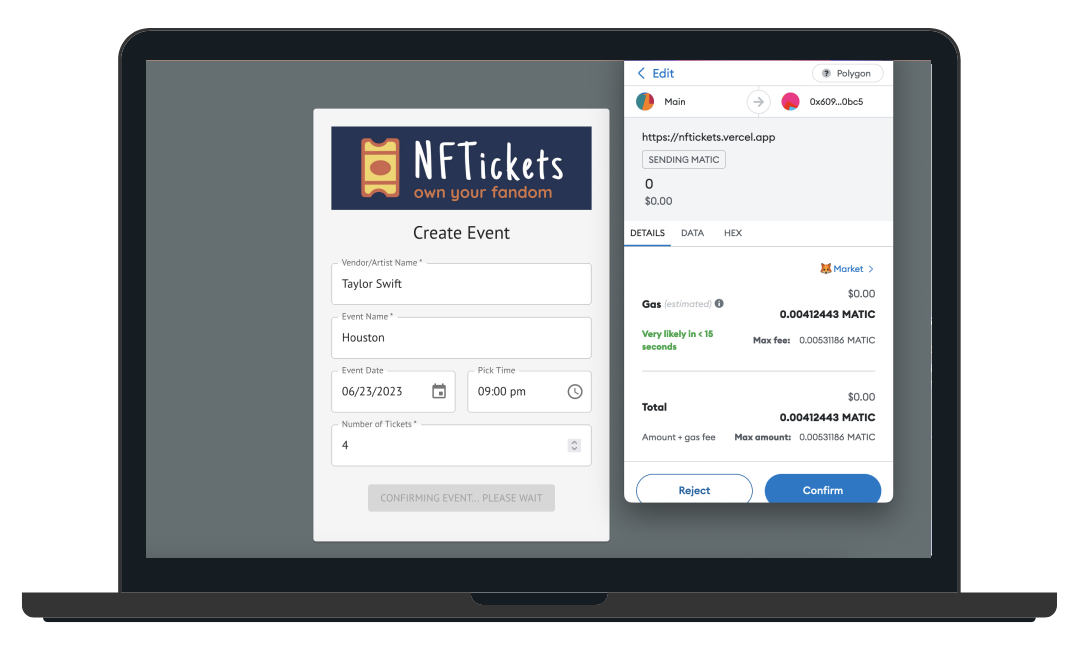 NFTickets
own your fandom
Create Event
Vendor/Artist Name *
Taylor Swift
Event Name *
Houston
Event Date
06/23/2023
Pick Time
09:00 pm
Number of Tickets *
4
CONFIRMING EVENT... PLEASE WAIT
Edit
? Polygon
Main
0x609...0bc5
https://nftickets.vercel.app
SENDING MATIC
0
$0.00
DETAILS DATA HEX
Market >
$0.00
Gas (estimated) i
0.00412443 MATIC
Very likely in < 15
seconds
Max fee: 0.00531186 MATIC
$0.00
Total
0.00412443 MATIC
Amount + gas fee Max amount: 0.00531186 MATIC
Reject Confirm